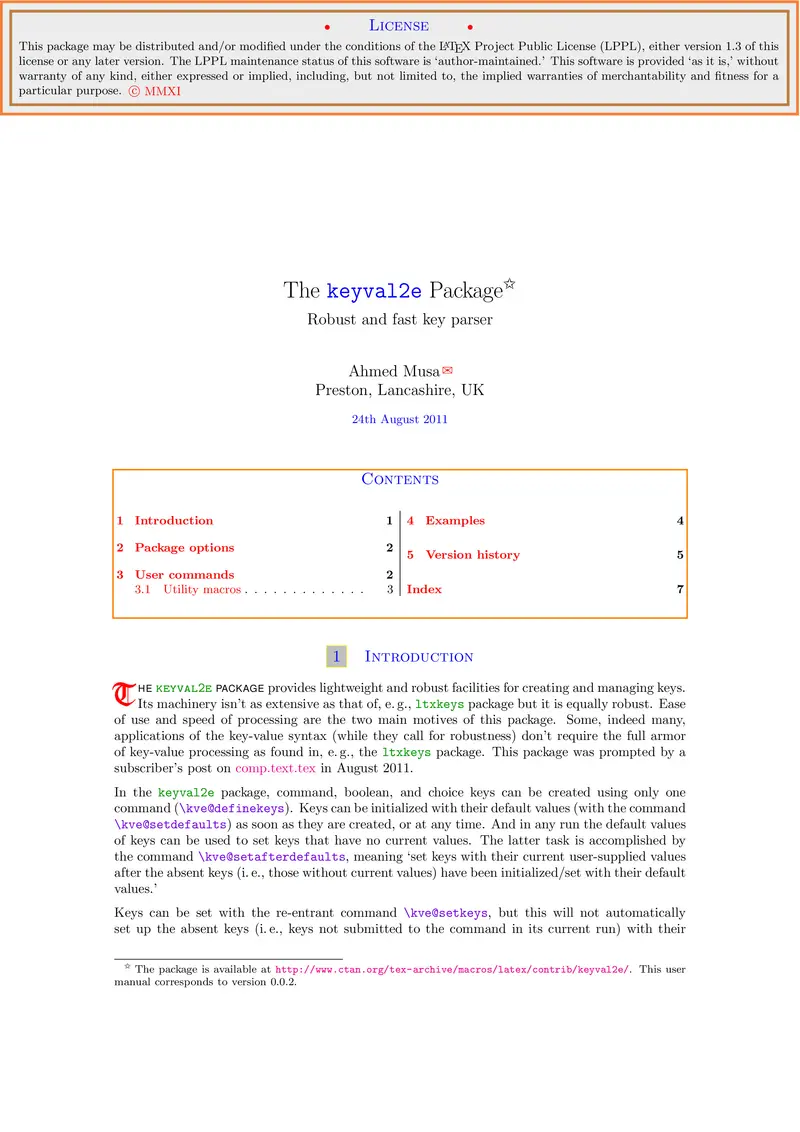 • License •
This package may be distributed and/or modified under the conditions of the LATEX Project Public License (LPPL), either version 1.3 of this
license or any later version. The LPPL maintenance status of this software is ‘author-maintained.’ This software is provided ‘as it is,’ without
warranty of any kind, either expressed or implied, including, but not limited to, the implied warranties of merchantability and fitness for a
particular purpose. © MMXI
The keyval2e Package☆
Robust and fast key parser
Ahmed Musa✉
Preston, Lancashire, UK
24th August 2011
Contents
1 Introduction 1
2 Package options 2
3 User commands 2
3.1 Utility macros . . . . . . . . . . . . . 3
4 Examples 4
5 Version history 5
Index 7
1 Introduction
The keyval2e package provides lightweight and robust facilities for creating and managing keys.
Its machinery isn’t as extensive as that of, e. g., ltxkeys package but it is equally robust. Ease
of use and speed of processing are the two main motives of this package. Some, indeed many,
applications of the key-value syntax (while they call for robustness) don’t require the full armor
of key-value processing as found in, e. g., the ltxkeys package. This package was prompted by a
subscriber’s post on comp.text.tex in August 2011.
In the keyval2e package, command, boolean, and choice keys can be created using only one
command (\kve@definekeys). Keys can be initialized with their default values (with the command
\kve@setdefaults) as soon as they are created, or at any time. And in any run the default values
of keys can be used to set keys that have no current values. The latter task is accomplished by
the command \kve@setafterdefaults, meaning ‘set keys with their current user-supplied values
after the absent keys (i. e., those without current values) have been initialized/set with their default
values.’
Keys can be set with the re-entrant command \kve@setkeys, but this will not automatically
set up the absent keys (i. e., keys not submitted to the command in its current run) with their
☆ The package is available at http://www.ctan.org/tex-archive/macros/latex/contrib/keyval2e/. This user
manual corresponds to version 0.0.2.